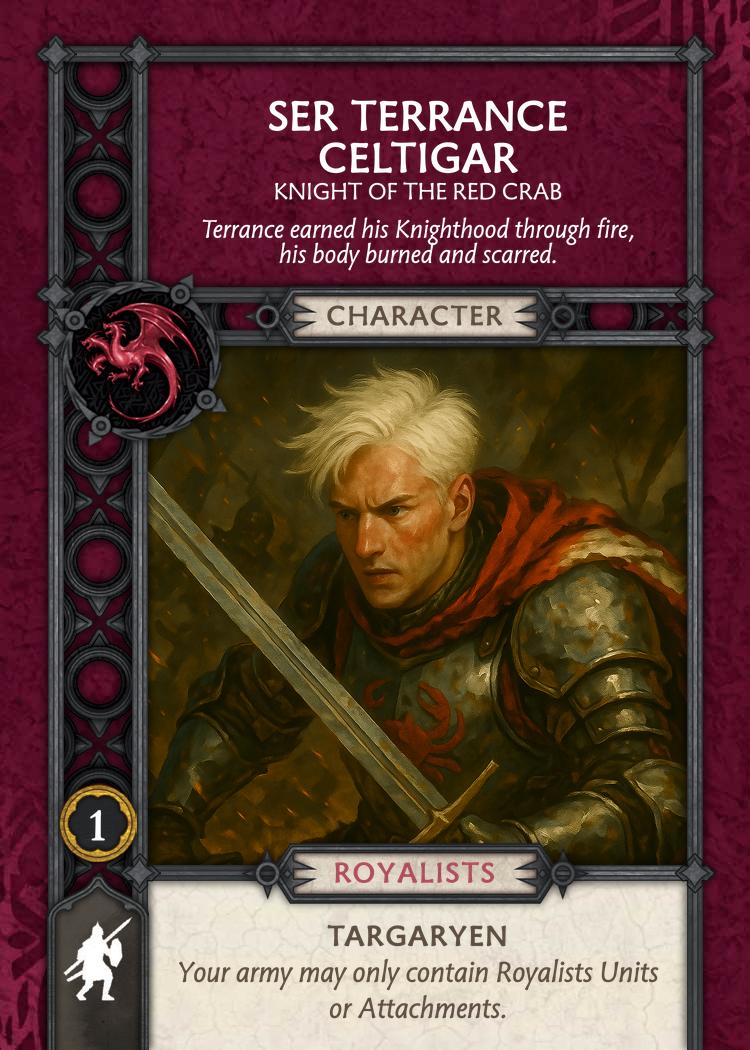 SER TERRANCE
CELTIGAR
KNIGHT OF THE RED CRAB
Terrance earned his Knighthood through fire,
his body burned and scarred.
CHARACTER
1
ROYALISTS
TARGARYEN
Your army may only contain Royalists Units
or Attachments.